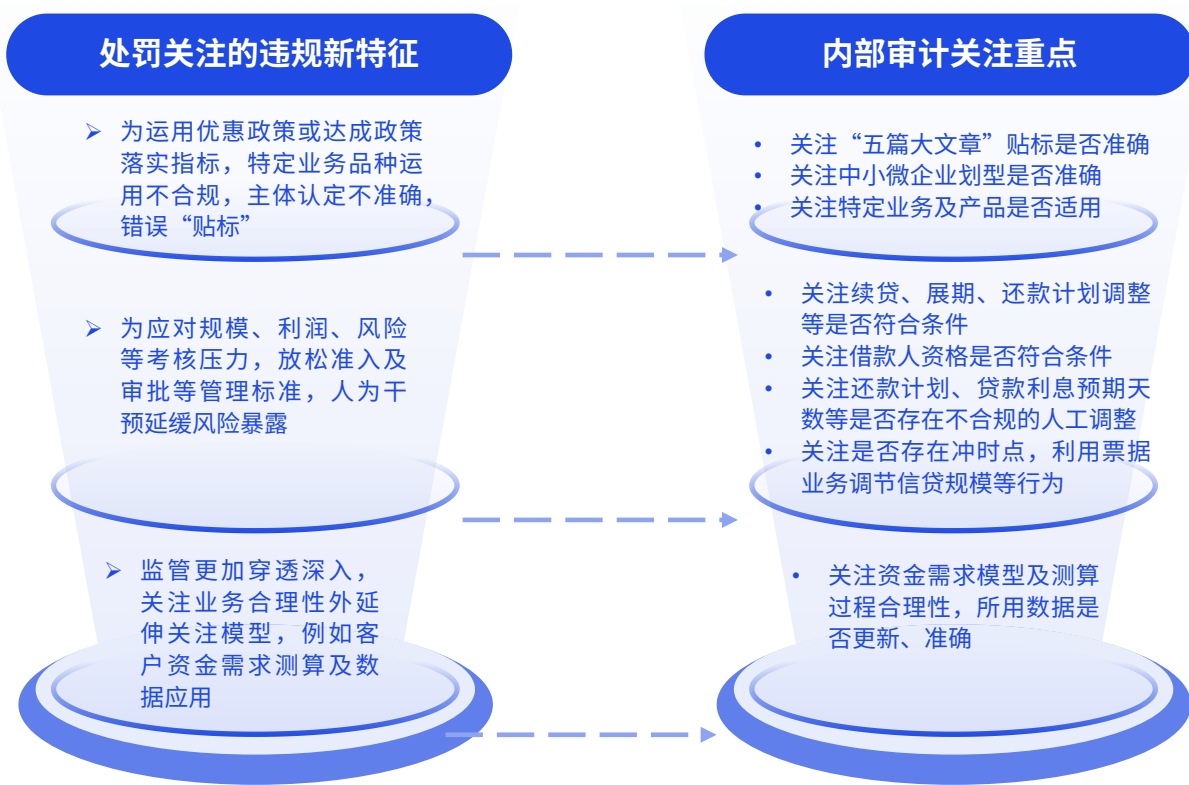 处罚关注的违规新特征
➢ 为运用优惠政策或达成政策
落实指标，特定业务品种运
用不合规，主体认定不准确，
错误“贴标”
➢ 为应对规模、利润、风险
等考核压力，放松准入及
审批等管理标准，人为干
预延缓风险暴露
➢ 监管更加穿透深入，
关注业务合理性外延
伸关注模型，例如客
户资金需求测算及数
据应用
内部审计关注重点
• 关注“五篇大文章”贴标是否准确
• 关注中小微企业划型是否准确
• 关注特定业务及产品是否适用
• 关注续贷、展期、还款计划调整
等是否符合条件
• 关注借款人资格是否符合条件
• 关注还款计划、贷款利息预期天
数等是否存在不合规的人工调整
• 关注是否存在冲时点，利用票据
业务调节信贷规模等行为
• 关注资金需求模型及测算
过程合理性，所用数据是
否更新、准确